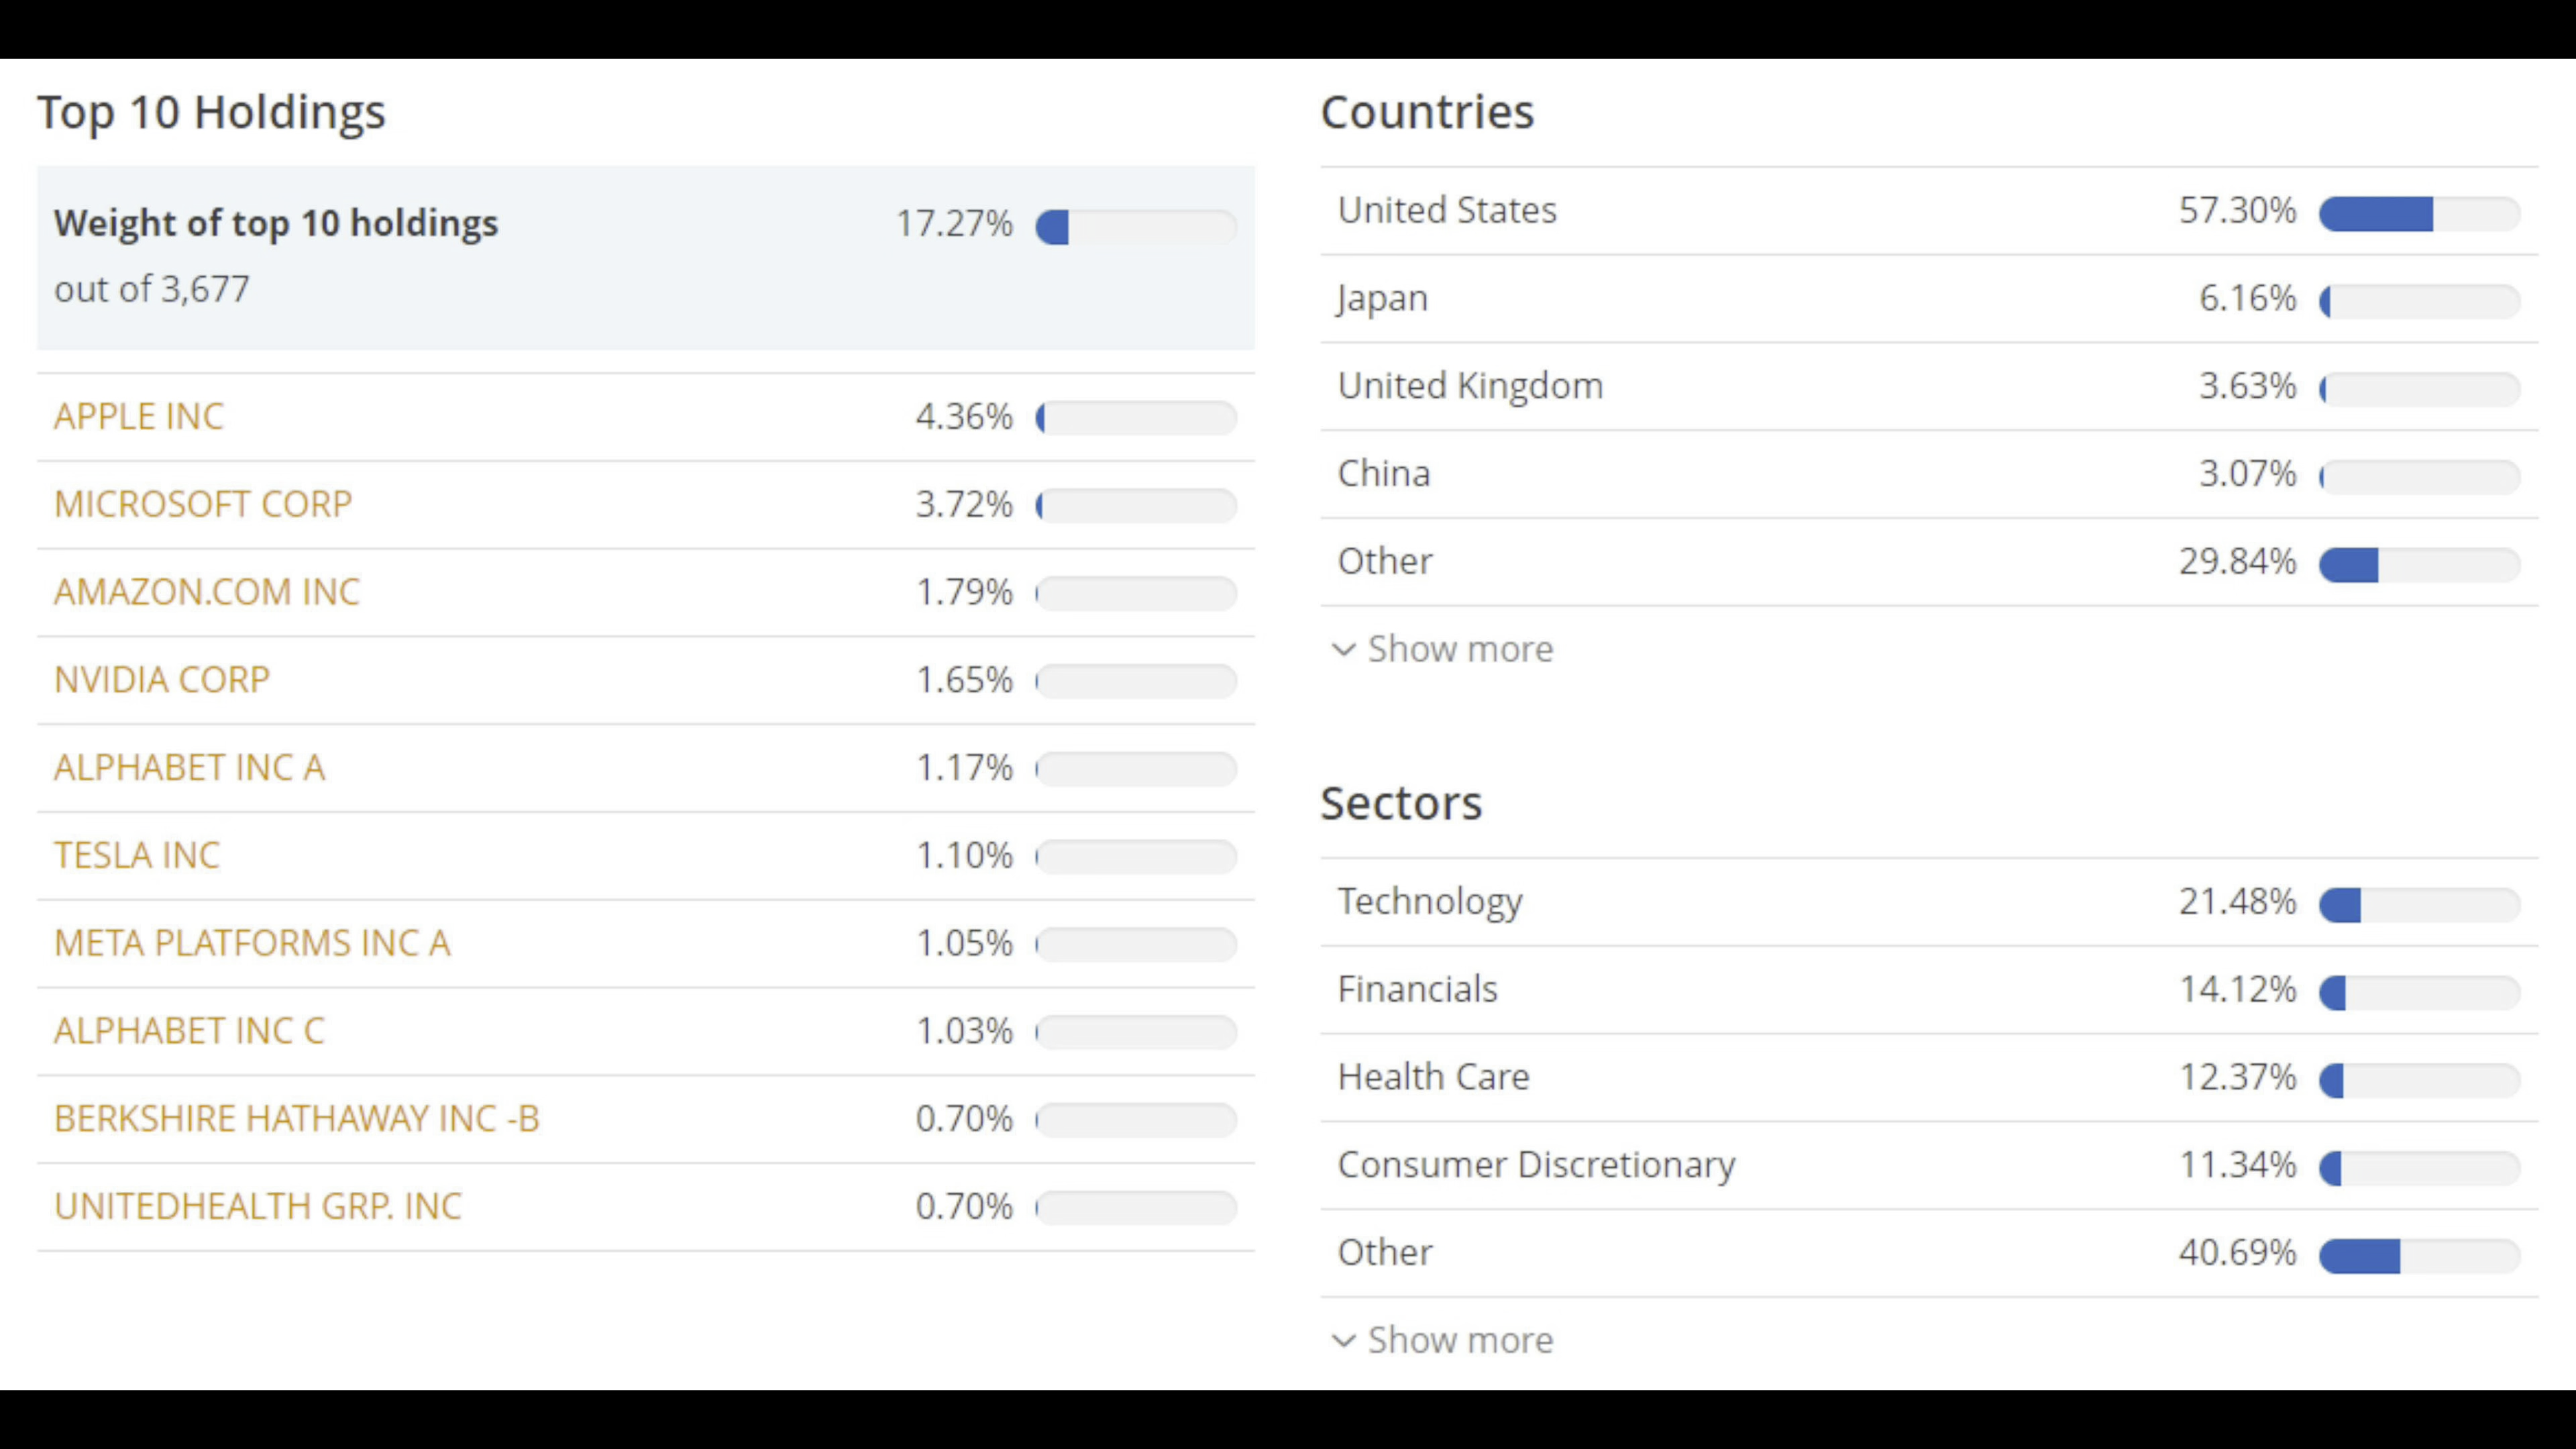 Top 10 Holdings
Weight of top 10 holdings 17.27%
out of 3,677
APPLE INC 4.36%
MICROSOFT CORP 3.72%
AMAZON.COM INC 1.79%
NVIDIA CORP 1.65%
ALPHABET INC A 1.17%
TESLA INC 1.10%
META PLATFORMS INC A 1.05%
ALPHABET INC C 1.03%
BERKSHIRE HATHAWAY INC -B 0.70%
UNITEDHEALTH GRP. INC 0.70%
Countries
United States 57.30%
Japan 6.16%
United Kingdom 3.63%
China 3.07%
Other 29.84%
Show more
Sectors
Technology 21.48%
Financials 14.12%
Health Care 12.37%
Consumer Discretionary 11.34%
Other 40.69%
Show more